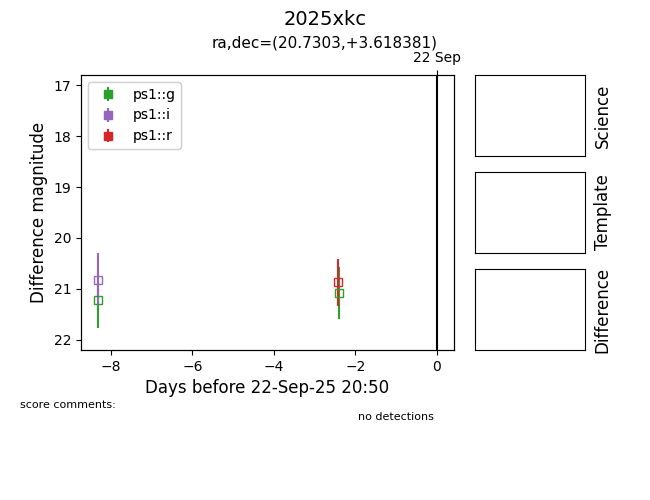 2025xkc
ra,dec=(20.7303,+3.618381)
22 Sep
ps1::g
ps1::i
ps1::r
17
18
19
20
21
22
Difference magnitude
−8
−6
−4
−2
0
Days before 22-Sep-25 20:50
Science
Template
Difference
score comments:
no detections